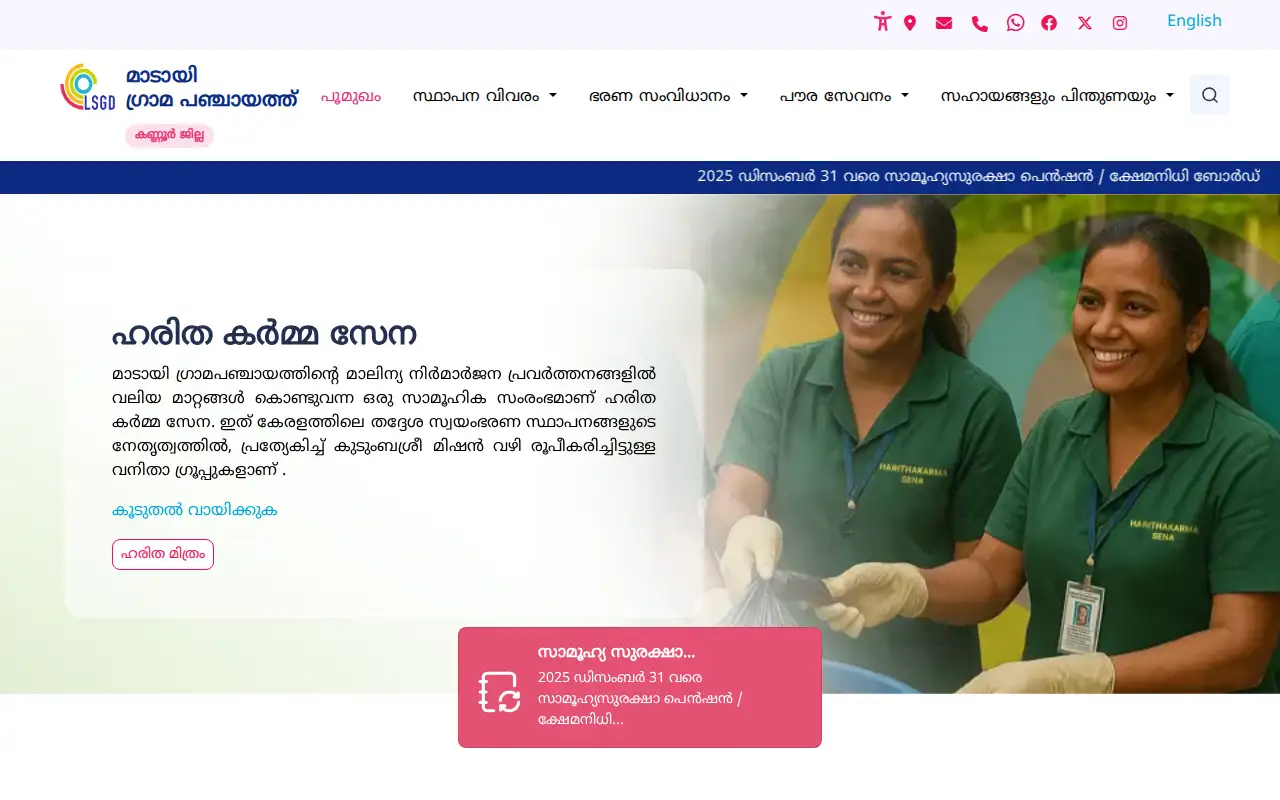 English
മാടായി
ഗ്രാമ പഞ്ചായത്ത്
LSGD
കണ്ണൂർ ജില്ല
പൂമുഖം
സ്ഥാപന വിവരം
ഭരണ സംവിധാനം
പൗര സേവനം
സഹായങ്ങളും പിന്തുണയും
2025 ഡിസംബർ 31 വരെ സാമൂഹ്യസുരക്ഷാ പെൻഷൻ / ക്ഷേമനിധി ബോർഡ്
ഹരിത കർമ്മ സേന
മാടായി ഗ്രാമപഞ്ചായത്തിന്റെ മാലിന്യ നിർമാർജന പ്രവർത്തനങ്ങളിൽ
വലിയ മാറ്റങ്ങൾ കൊണ്ടുവന്ന ഒരു സാമൂഹിക സംരംഭമാണ് ഹരിത
കർമ്മ സേന. ഇത് കേരളത്തിലെ തദ്ദേശ സ്വയംഭരണ സ്ഥാപനങ്ങളുടെ
നേതൃത്വത്തിൽ, പ്രത്യേകിച്ച് കുടുംബശ്രീ മിഷൻ വഴി രൂപീകരിച്ചിട്ടുള്ള
വനിതാ ഗ്രൂപ്പുകളാണ് .
കൂടുതൽ വായിക്കുക
ഹരിത മിത്രം
HARITHAKARMA
SENA
HARITHAKARMA
SENA
സാമൂഹ്യ സുരക്ഷാ...
2025 ഡിസംബർ 31 വരെ
സാമൂഹ്യസുരക്ഷാ പെൻഷൻ /
ക്ഷേമനിധി...